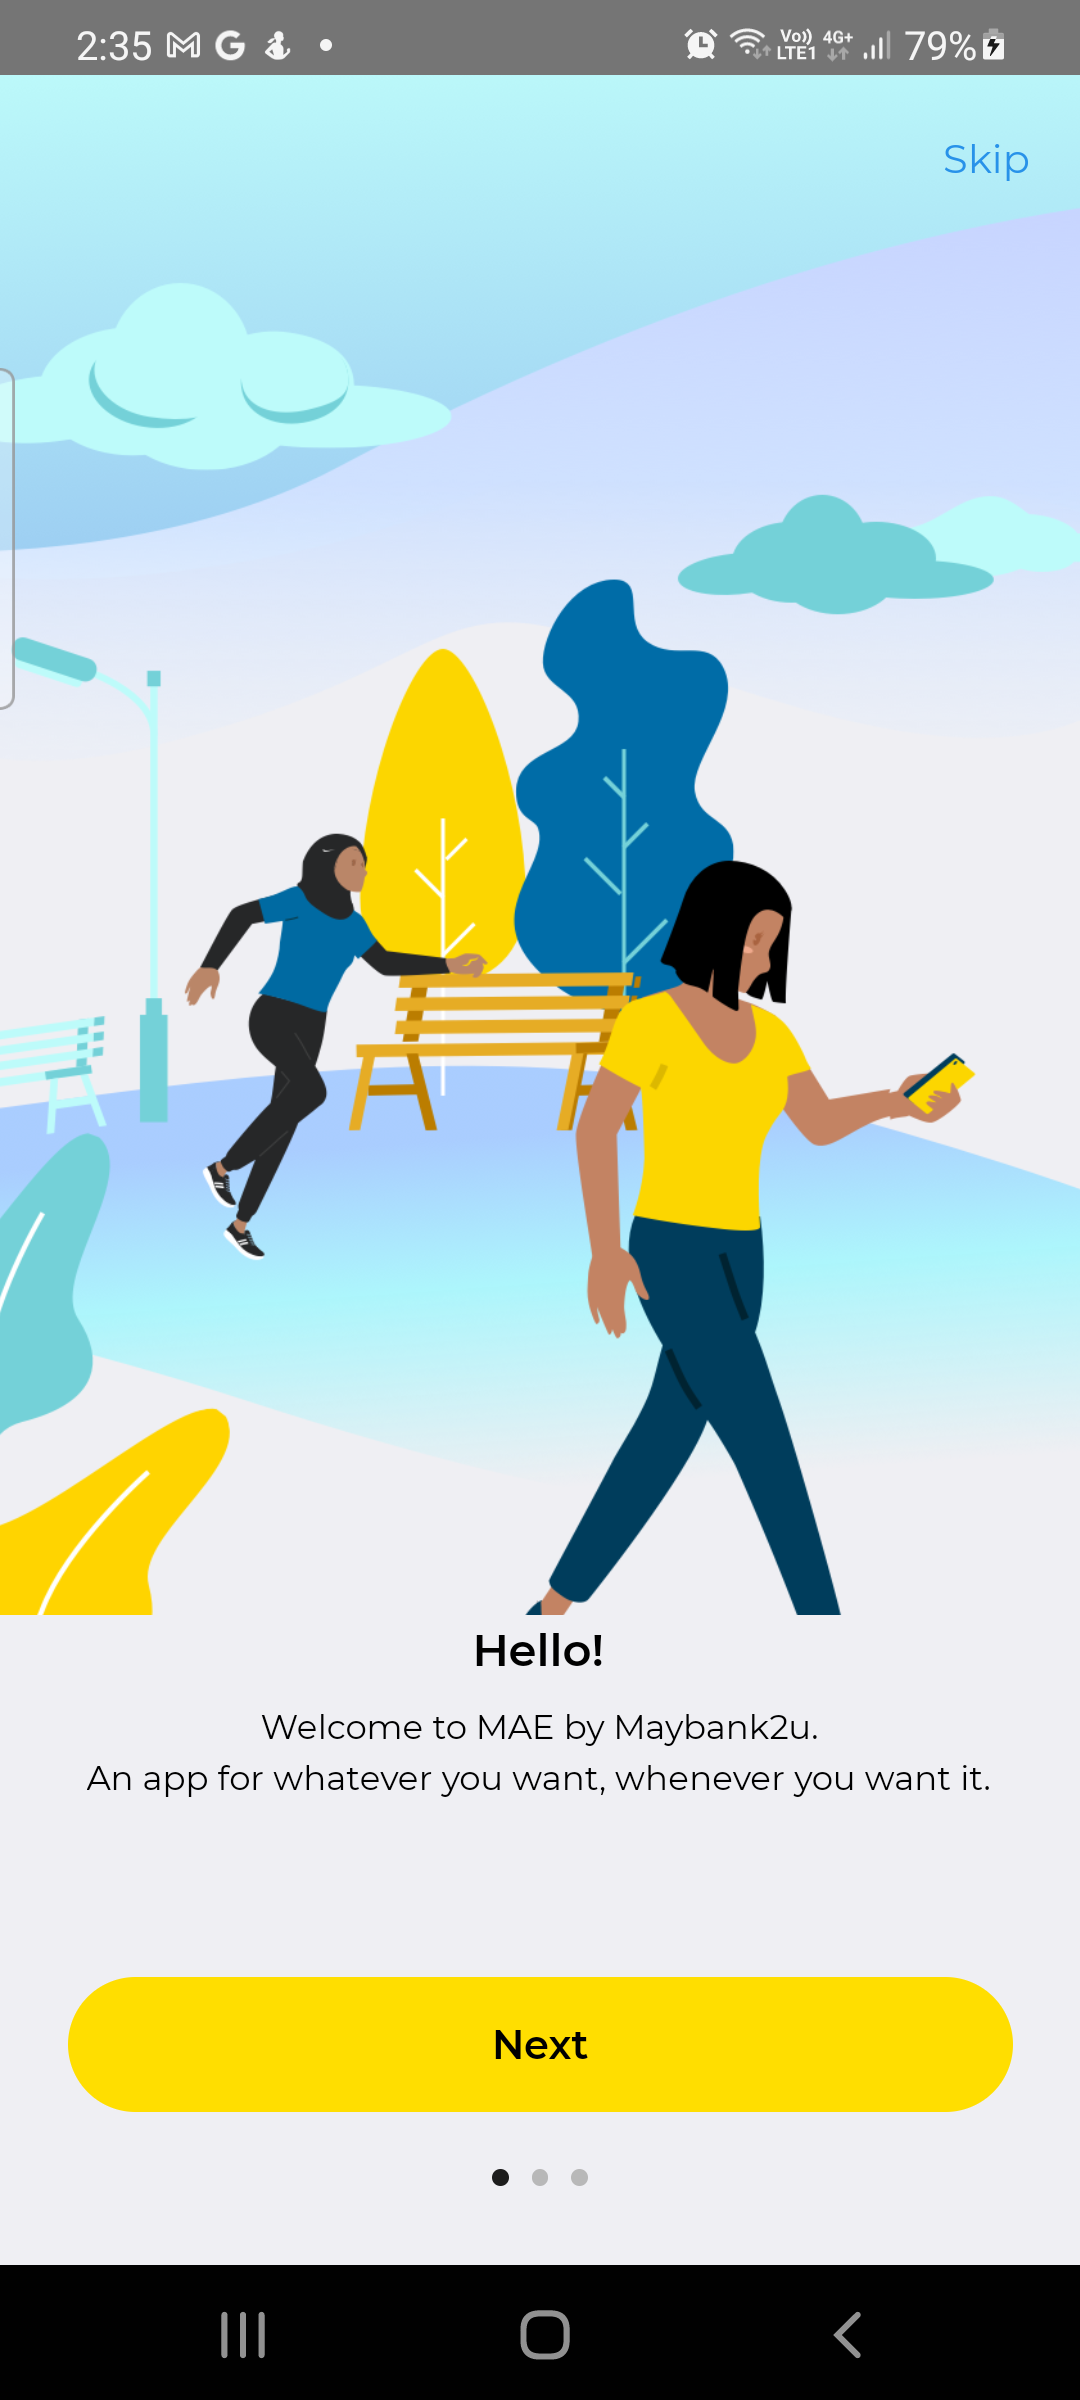 2:35 79%
Vo)) LTE1 4G+
Skip
Hello!
Welcome to MAE by Maybank2u.
An app for whatever you want, whenever you want it.
Next